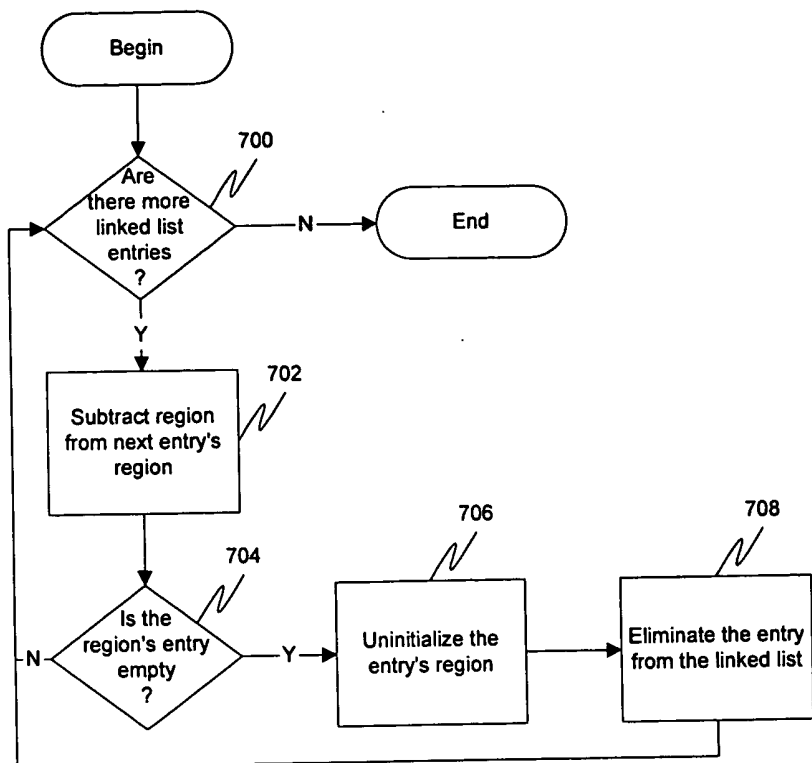 Begin
700
Are
there more
linked list
entries
?
N
End
Y
702
Subtract region
from next entry's
region
704
Is the
region's entry
empty
?
N
Y
706
Uninitialize the
entry's region
708
Eliminate the entry
from the linked list